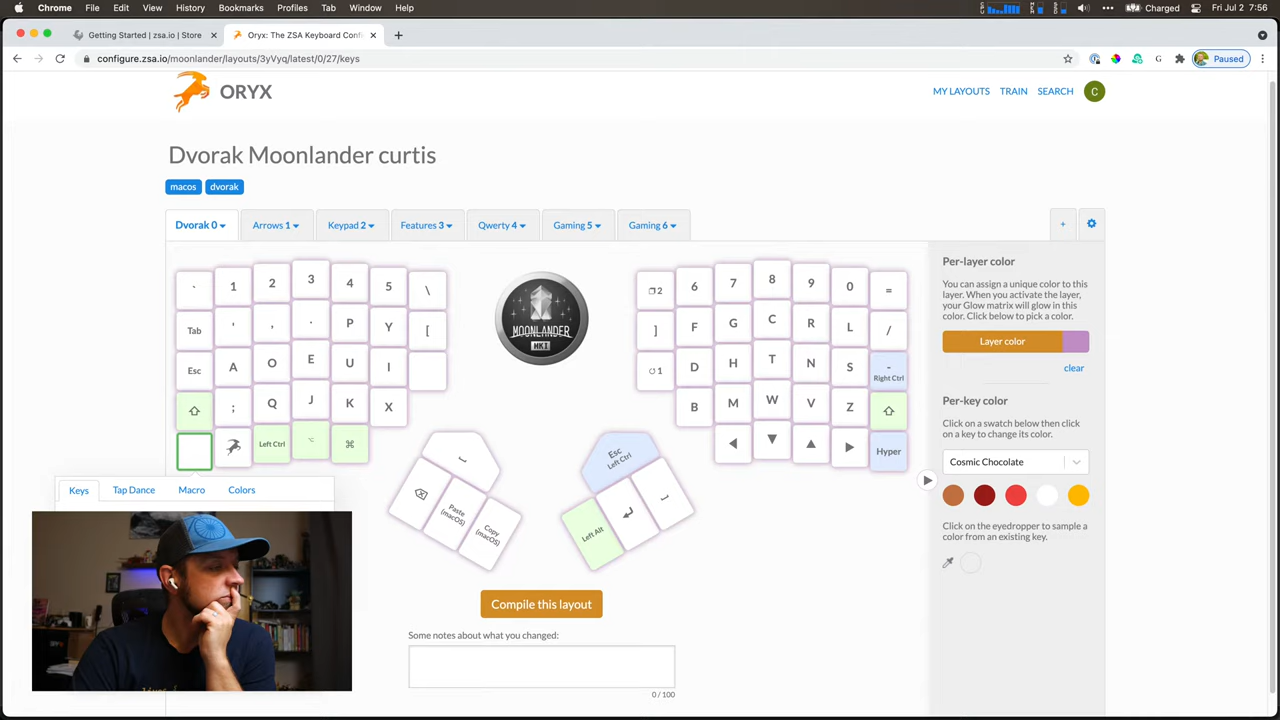 Chrome File Edit View History Bookmarks Profiles Tab Window Help Charged Fri Jul 2 7:56
Getting Started | zsa.io | Store Oryx: The ZSA Keyboard Conf
configure.zsa.io/moonlander/layouts/3yVyq/latest/0/27/keys G Paused
ORYX MY LAYOUTS TRAIN SEARCH C
Dvorak Moonlander curtis
macos dvorak
Dvorak 0 Arrows 1 Keypad 2 Features 3 Qwerty 4 Gaming 5 Gaming 6 +
` 1 2 3 4 5 \ 2 6 7 8 9 0 =
Tab ' , . P Y [ ] F G C R L /
Esc A O E U I 1 D H T N S -
Right Ctrl
; Q J K X B M W V Z
Left Ctrl ⌥ ⌘ Hyper
MOONLANDER
MK I
Esc
Left Ctrl
Paste
(macOS)
Copy
(macOS)
Left Alt
Keys Tap Dance Macro Colors
Compile this layout
Some notes about what you changed:
0 / 100
Per-layer color
You can assign a unique color to this
layer. When you activate the layer,
your Glow matrix will glow in this
color. Click below to pick a color.
Layer color
clear
Per-key color
Click on a swatch below then click
on a key to change its color.
Cosmic Chocolate
Click on the eyedropper to sample a
color from an existing key.